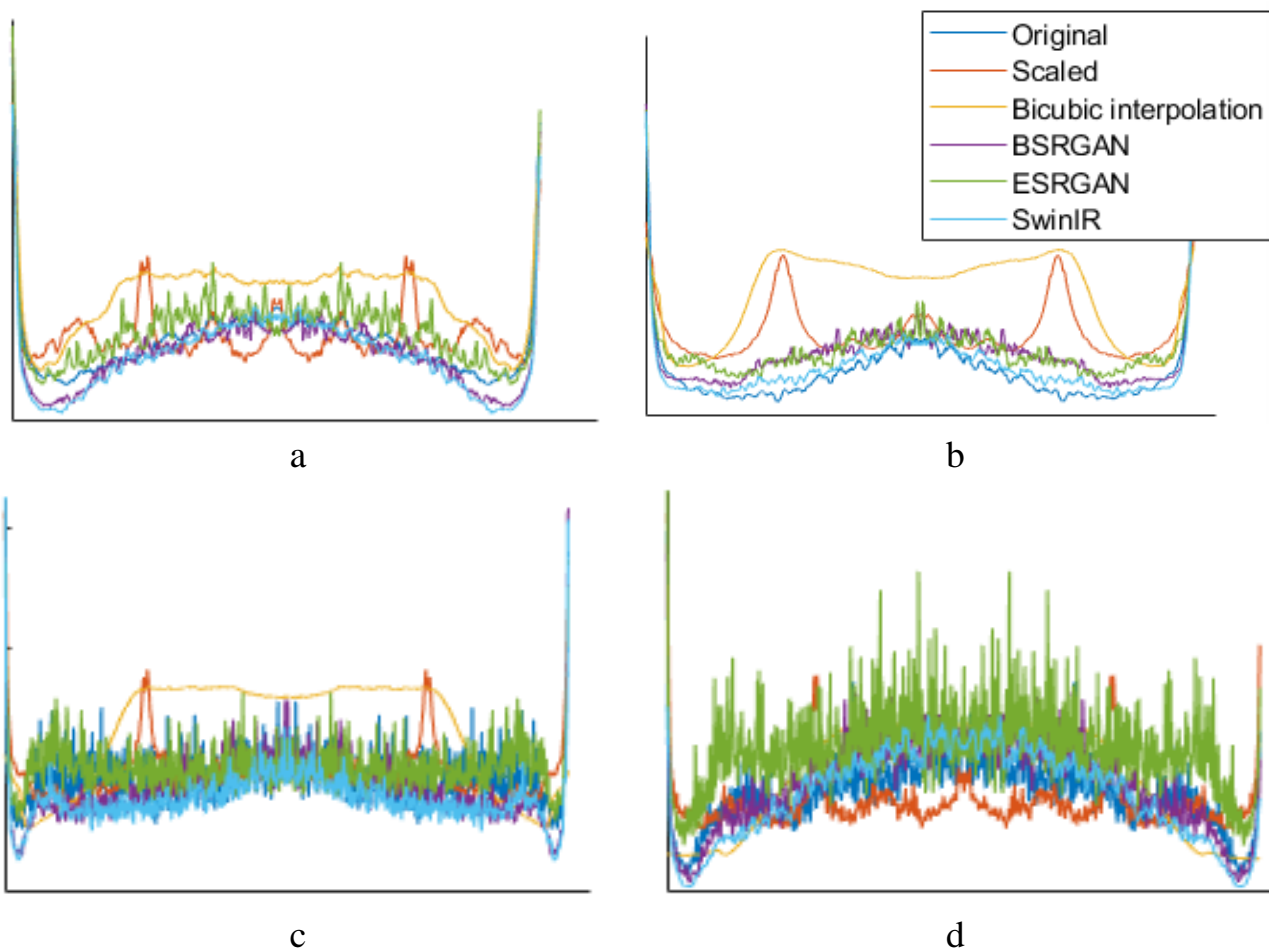 Original
Scaled
Bicubic interpolation
BSRGAN
ESRGAN
SwinIR
a
b
c
d